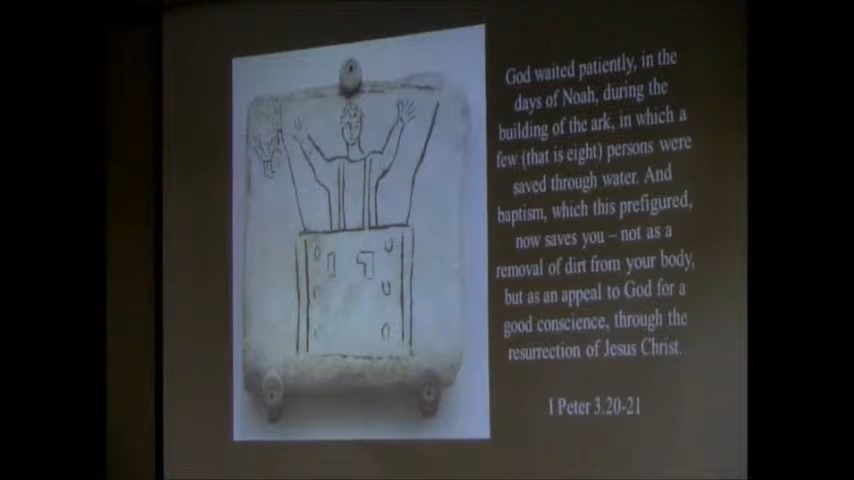 God waited patiently, in the
days of Noah, during the
building of the ark, in which a
few (that is eight) persons were
saved through water. And
baptism, which this prefigured,
now saves you – not as a
removal of dirt from your body,
but as an appeal to God for a
good conscience, through the
resurrection of Jesus Christ.
I Peter 3.20-21